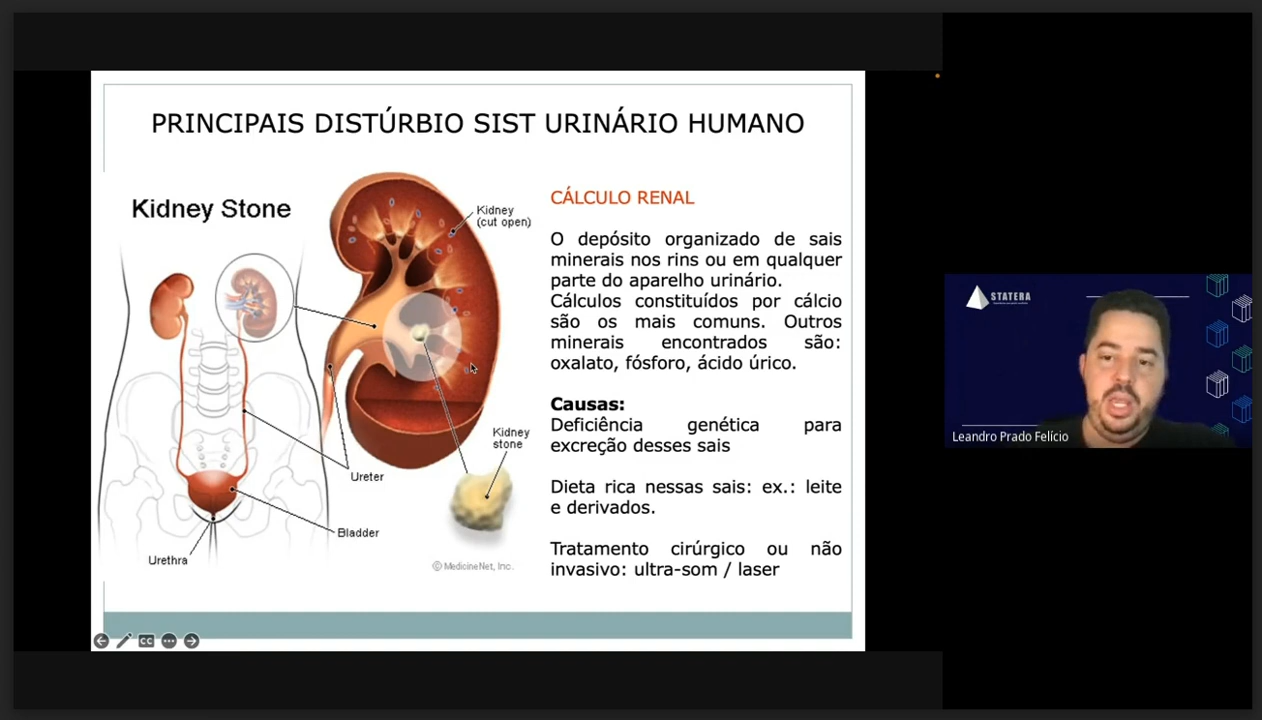 PRINCIPAIS DISTÚRBIO SIST URINÁRIO HUMANO
Kidney Stone
Kidney
(cut open)
Kidney
stone
Ureter
Bladder
Urethra
© MedicineNet, Inc.
CÁLCULO RENAL
O depósito organizado de sais
minerais nos rins ou em qualquer
parte do aparelho urinário.
Cálculos constituídos por cálcio
são os mais comuns. Outros
minerais encontrados são:
oxalato, fósforo, ácido úrico.
Causas:
Deficiência genética para
excreção desses sais
Dieta rica nessas sais: ex.: leite
e derivados.
Tratamento cirúrgico ou não
invasivo: ultra-som / laser
CC
STATERA
Leandro Prado Felício